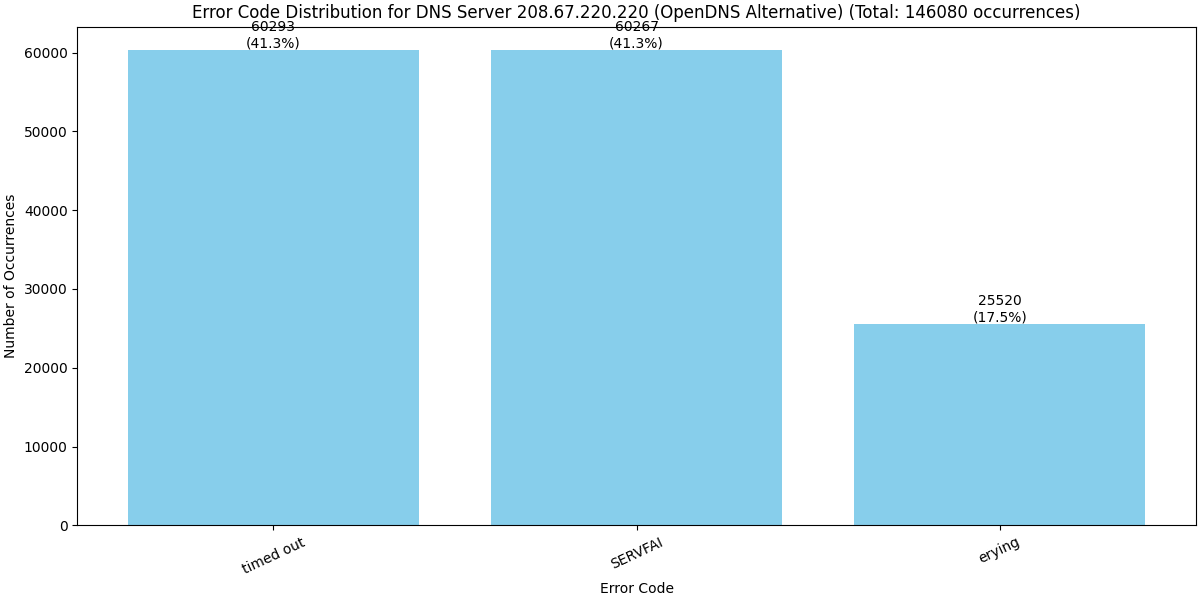 Error Code Distribution for DNS Server 208.67.220.220 (OpenDNS Alternative) (Total: 146080 occurrences)
60293
(41.3%)
60267
(41.3%)
25520
(17.5%)
Number of Occurrences
60000
50000
40000
30000
20000
10000
0
timed out
SERVFAI
erying
Error Code